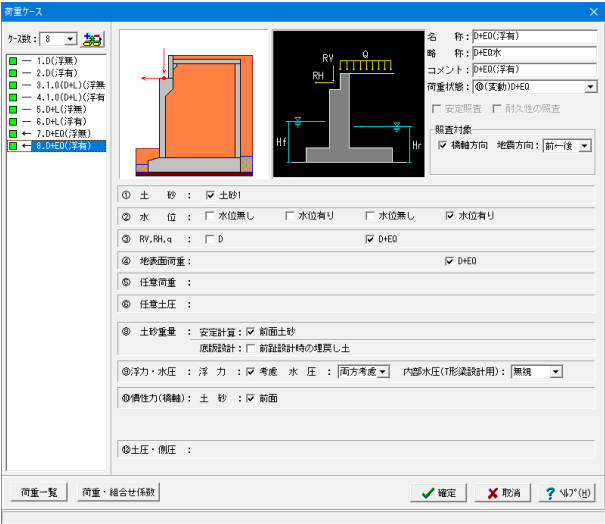 荷重ケース
ケース数： 8
― 1.D(浮無)
― 2.D(浮有)
― 3.1.0(D+L)(浮無
― 4.1.0(D+L)(浮有
― 5.D+L(浮無)
― 6.D+L(浮有)
← 7.D+EQ(浮無)
← 8.D+EQ(浮有)
RV
Q
RH
Hf
Hr
名　称： D+EQ(浮有)
略　称： D+EQ水
コメント： D+EQ(浮有)
荷重状態： ⑩(変動)D+EQ
安定照査 耐久性の照査
照査対象
橋軸方向 地震方向： 前←後
① 土　砂 ： 土砂1
② 水　位 ： 水位無し 水位有り 水位無し 水位有り
③ RV,RH,q ： D D+EQ
④ 地表面荷重： D+EQ
⑤ 任意荷重 ：
⑥ 任意土圧 ：
⑧ 土砂重量 ： 安定計算： 前面土砂
底版設計： 前趾設計時の埋戻し土
⑨浮力・水圧 ： 浮　力 ： 考慮 水　圧 ： 両方考慮 内部水圧(T形梁設計用)： 無視
⑩慣性力(橋軸)： 土　砂 ： 前面
⑫土圧・側圧 ：
荷重一覧 荷重・組合せ係数 確定 取消 ? ﾍﾙﾌﾟ(H)